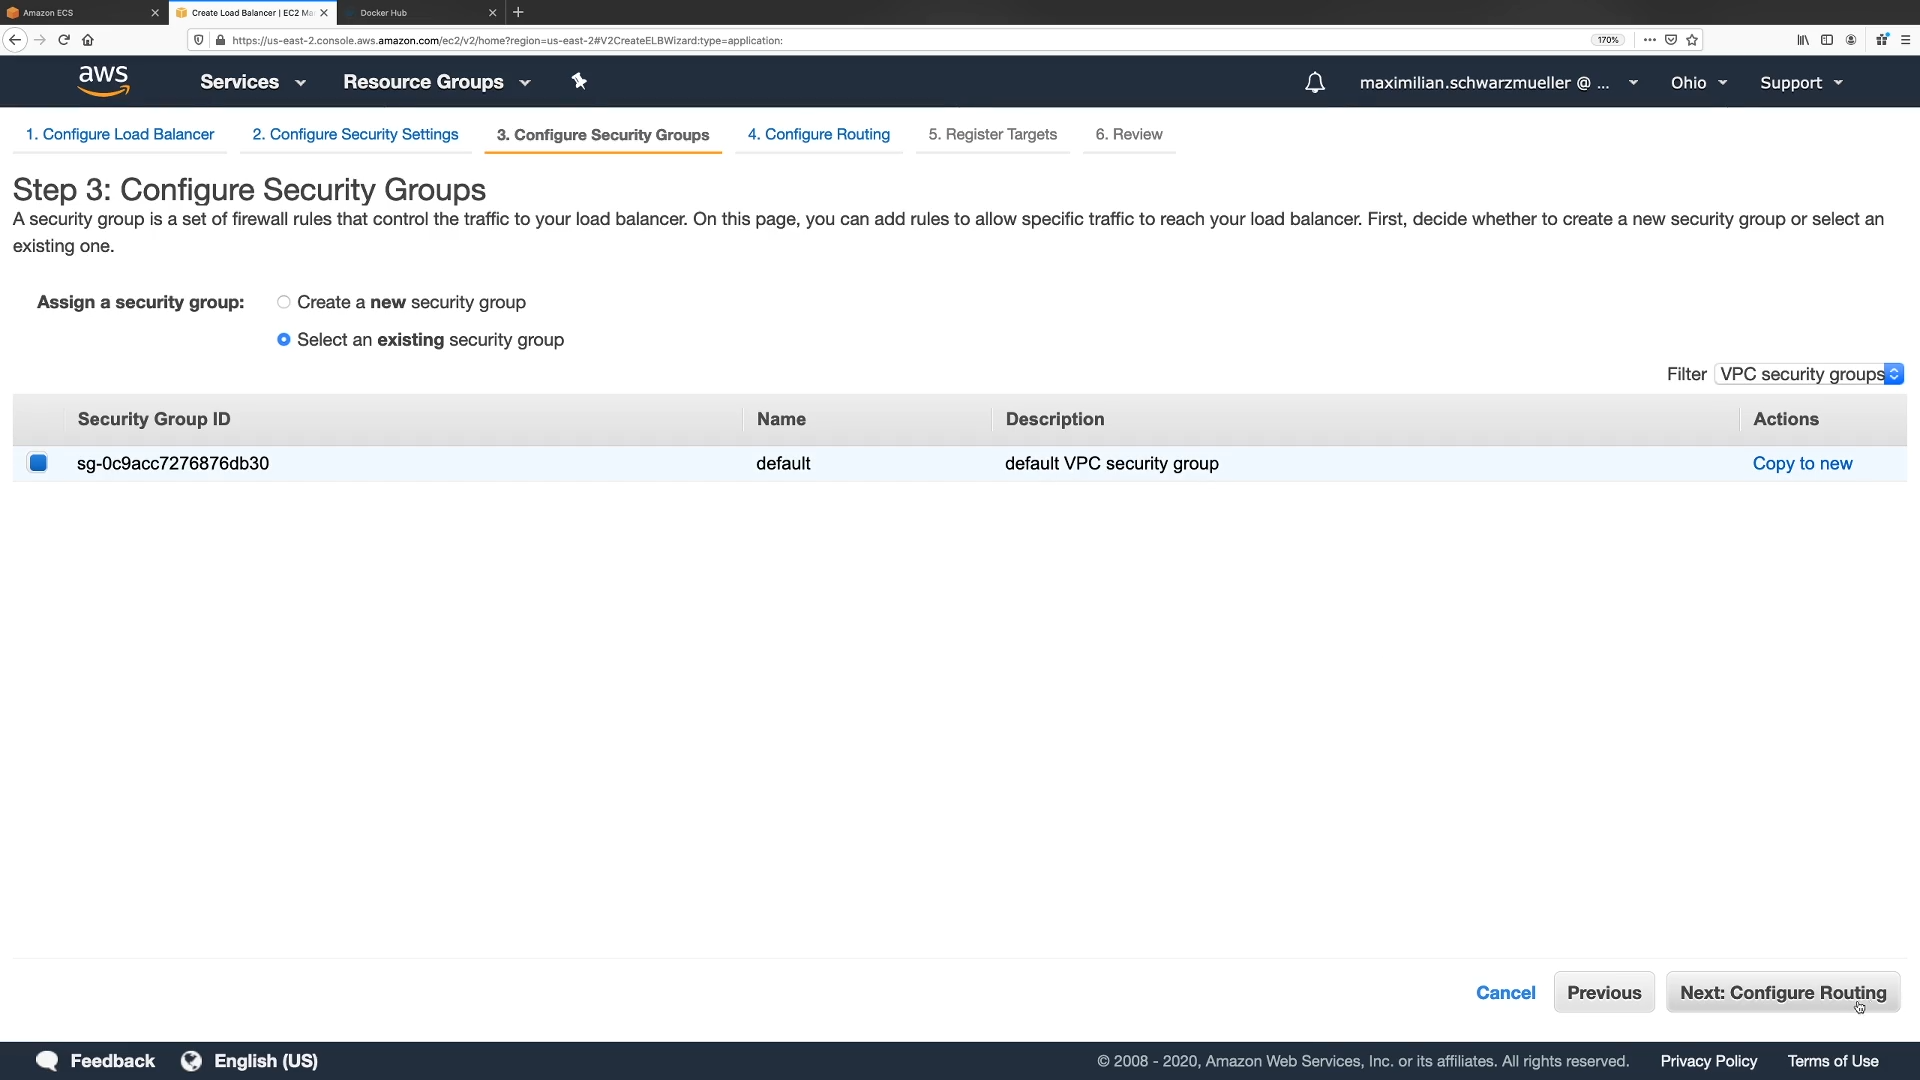 Amazon ECS
Create Load Balancer | EC2 Ma
Docker Hub
https://us-east-2.console.aws.amazon.com/ec2/v2/home?region=us-east-2#V2CreateELBWizard:type=application:
170%
aws
Services
Resource Groups
maximilian.schwarzmueller @ ...
Ohio
Support
1. Configure Load Balancer
2. Configure Security Settings
3. Configure Security Groups
4. Configure Routing
5. Register Targets
6. Review
Step 3: Configure Security Groups
A security group is a set of firewall rules that control the traffic to your load balancer. On this page, you can add rules to allow specific traffic to reach your load balancer. First, decide whether to create a new security group or select an
existing one.
Assign a security group:
Create a new security group
Select an existing security group
Filter
VPC security groups
Security Group ID
Name
Description
Actions
sg-0c9acc7276876db30
default
default VPC security group
Copy to new
Cancel
Previous
Next: Configure Routing
Feedback
English (US)
© 2008 - 2020, Amazon Web Services, Inc. or its affiliates. All rights reserved.
Privacy Policy
Terms of Use